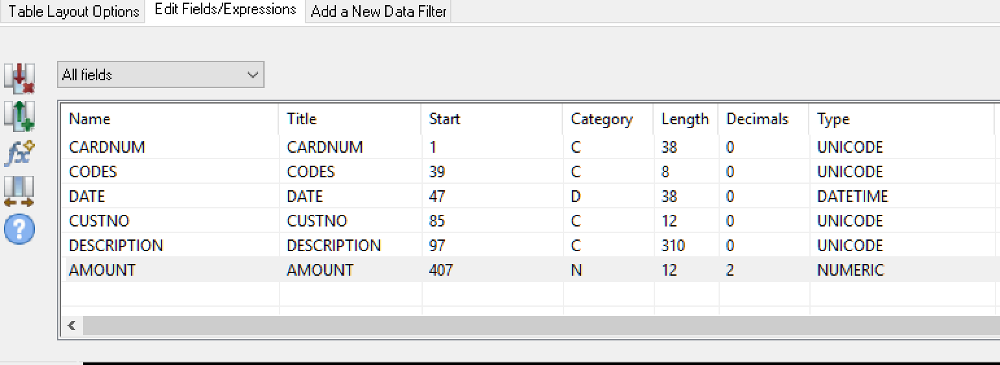 Table Layout Options Edit Fields/Expressions Add a New Data Filter
All fields
Name Title Start Category Length Decimals Type
CARDNUM CARDNUM 1 C 38 0 UNICODE
CODES CODES 39 C 8 0 UNICODE
DATE DATE 47 D 38 0 DATETIME
CUSTNO CUSTNO 85 C 12 0 UNICODE
DESCRIPTION DESCRIPTION 97 C 310 0 UNICODE
AMOUNT AMOUNT 407 N 12 2 NUMERIC